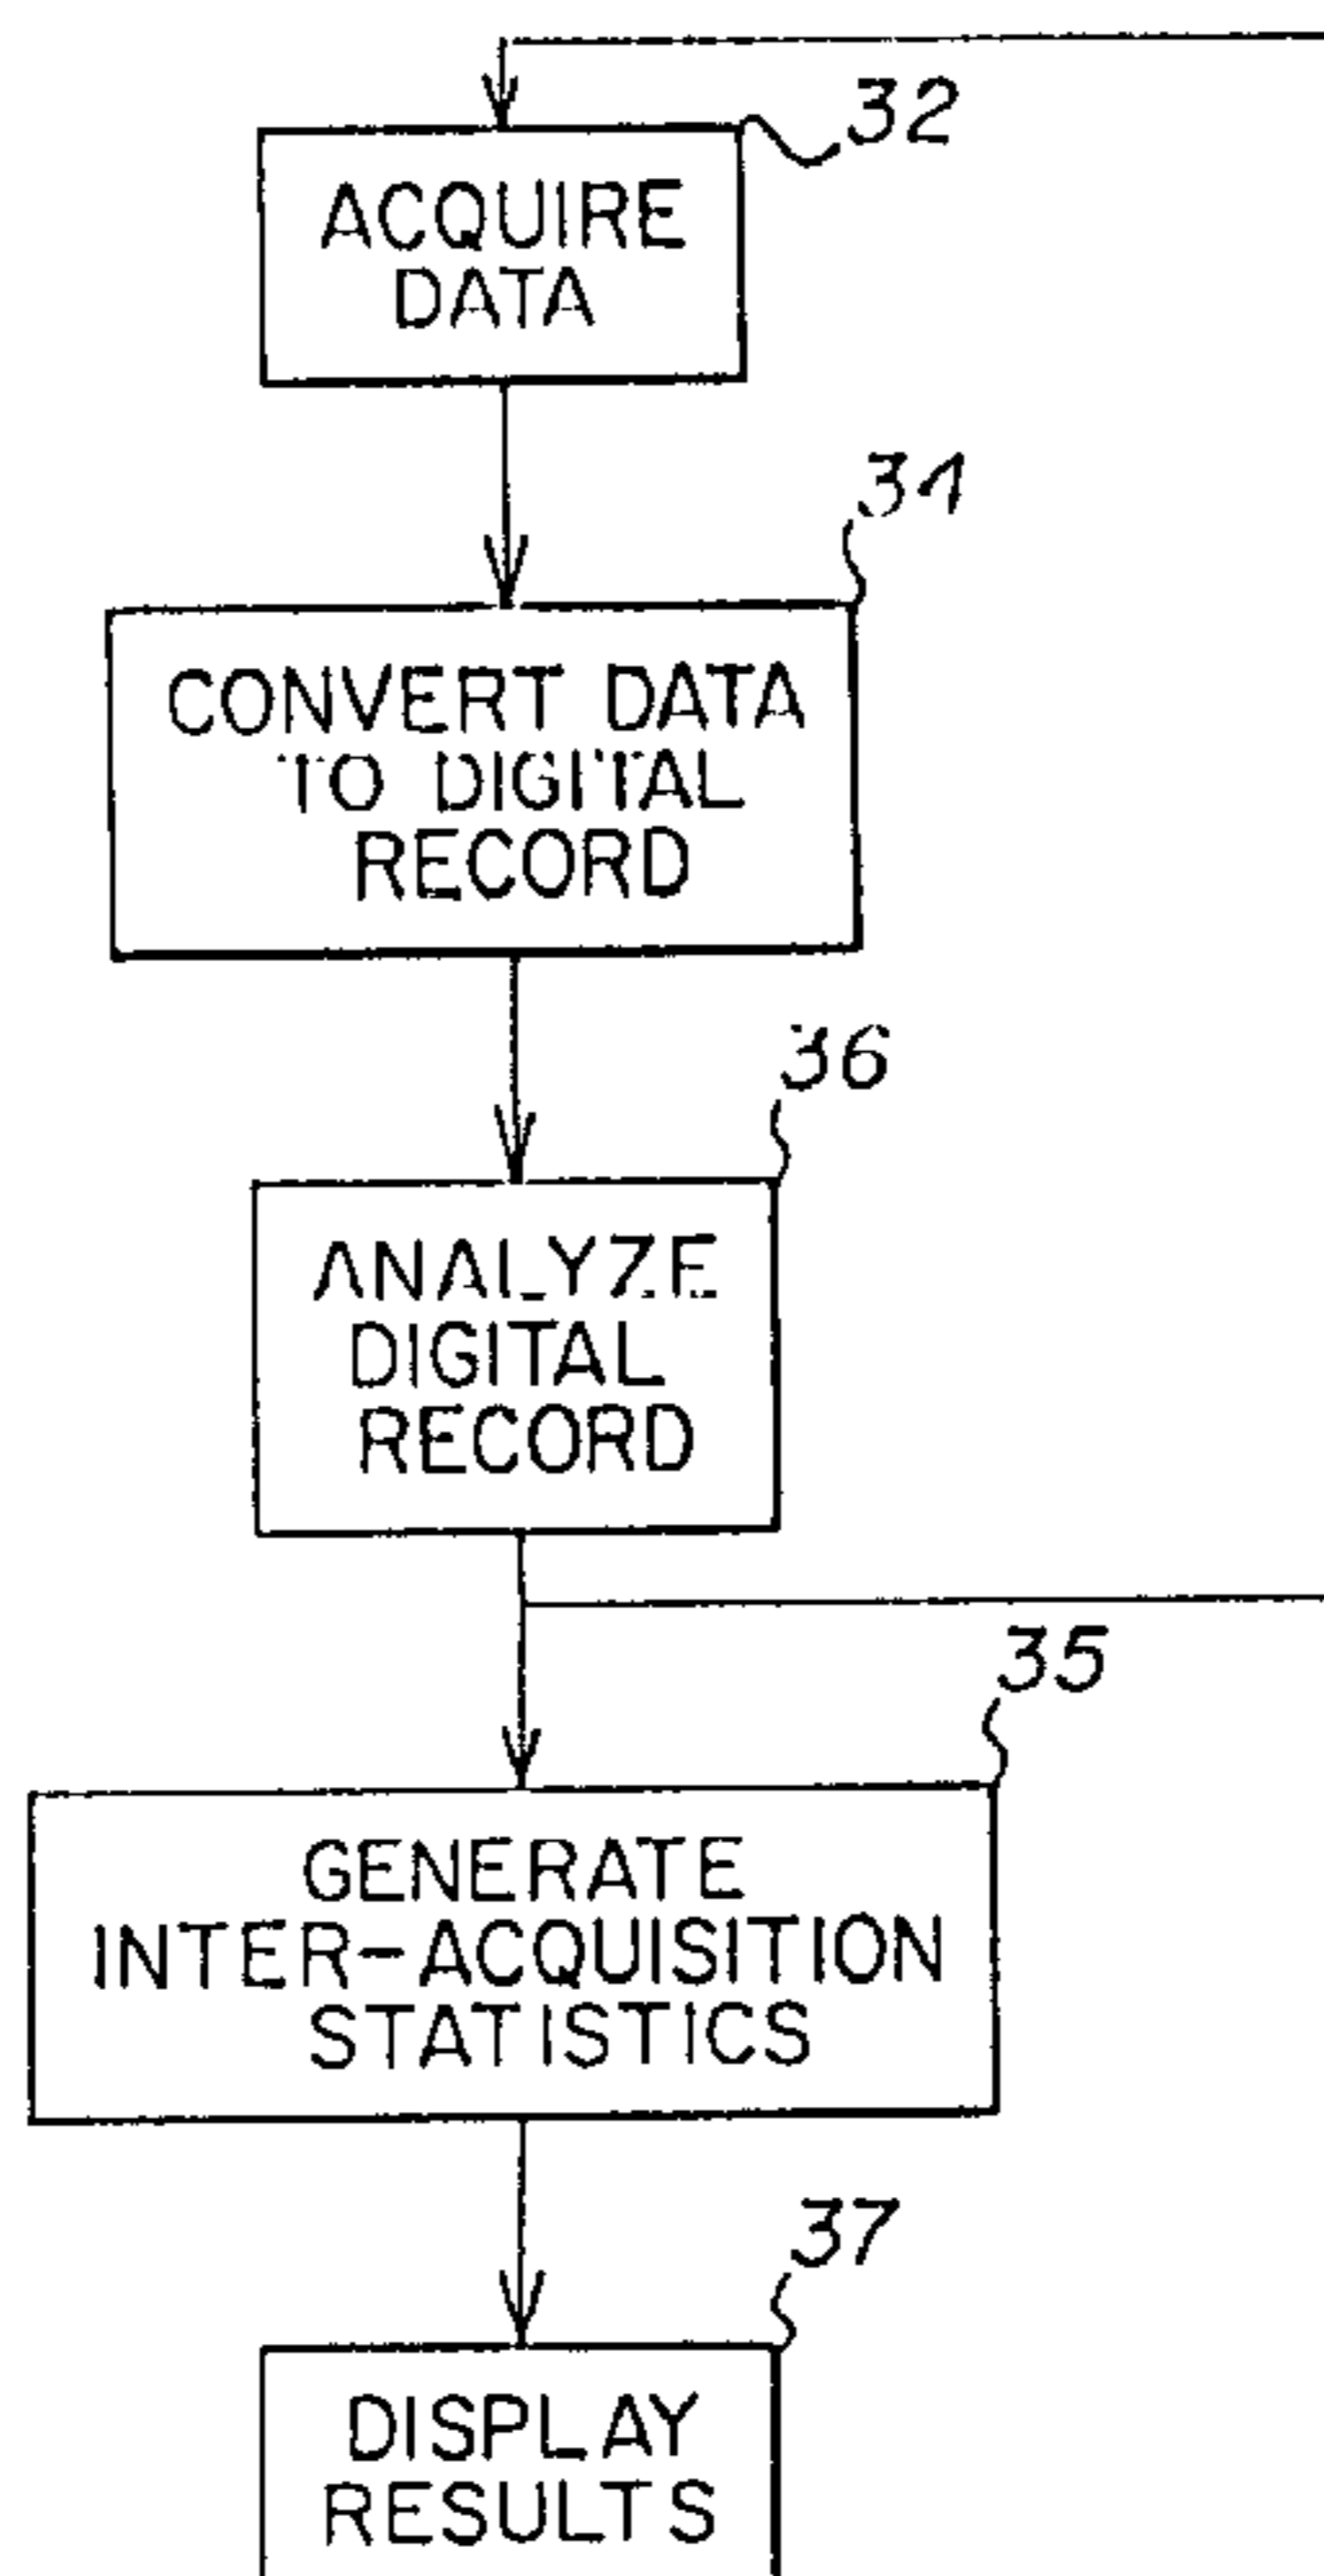 32
ACQUIRE
DATA
34
CONVERT DATA
TO DIGITAL
RECORD
36
ANALYZE
DIGITAL
RECORD
35
GENERATE
INTER-ACQUISITION
STATISTICS
37
DISPLAY
RESULTS